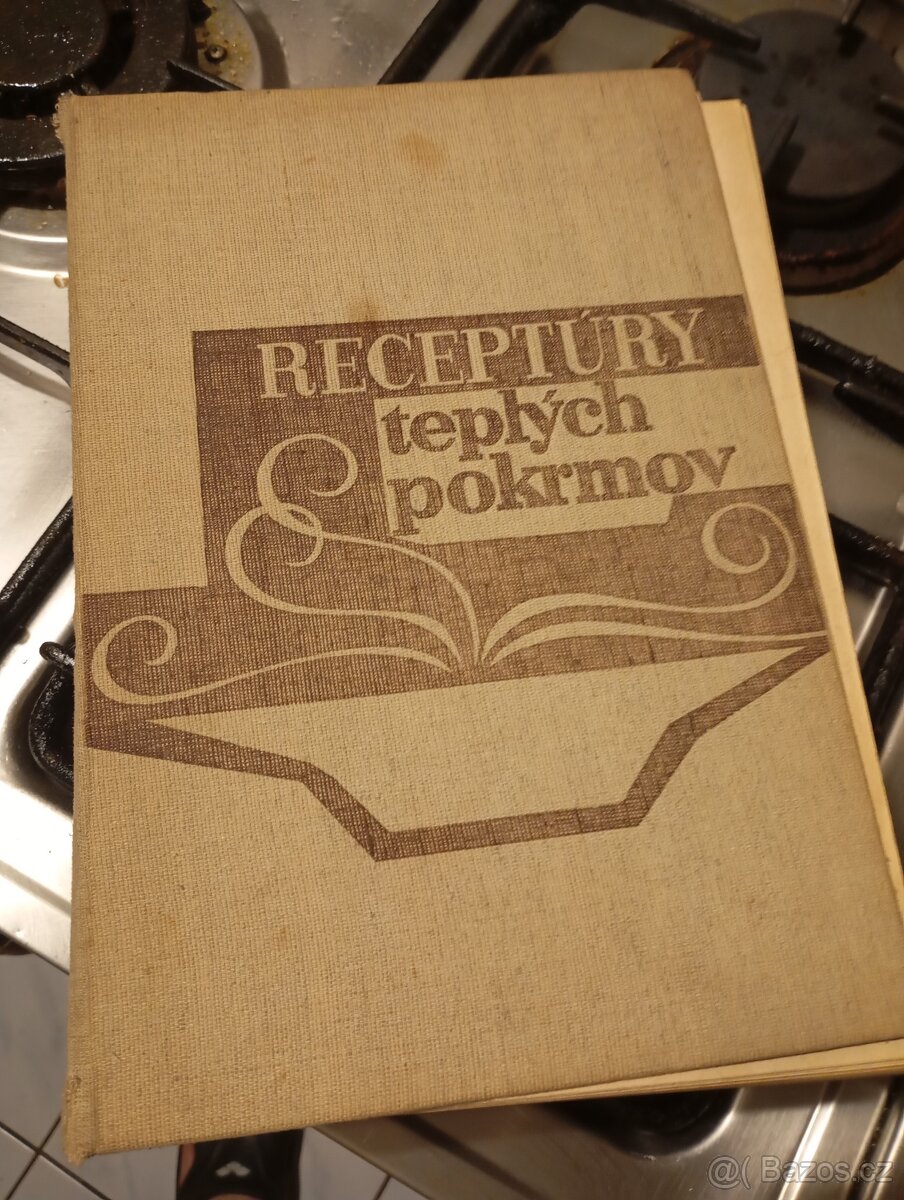 RECEPTÚRY
teplých
pokrmov
@( Bazos.cz